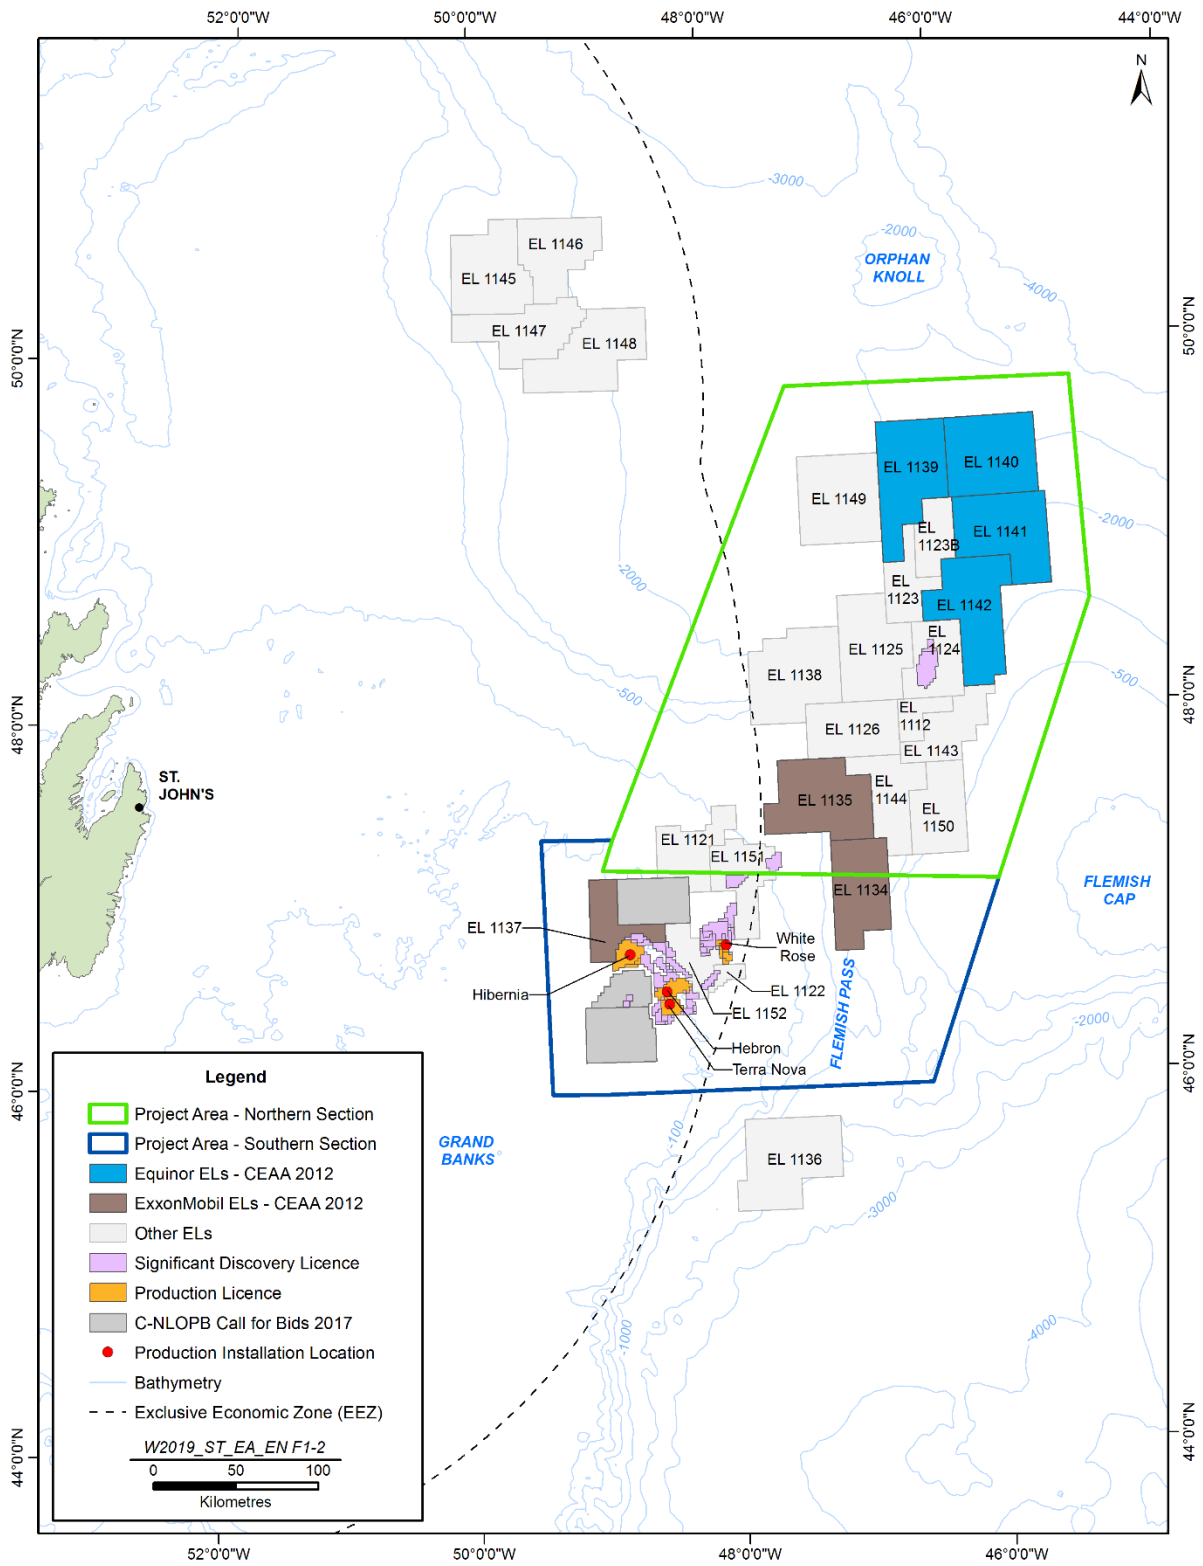 52°0'0"W
50°0'0"W
48°0'0"W
46°0'0"W
44°0'0"W
N
-3000
-2000
ORPHAN
KNOLL
-4000
EL 1146
EL 1145
EL 1147
EL 1148
50°0'0"N
50°0'0"N
EL 1139
EL 1140
EL 1149
EL
1123B
EL 1141
-2000
-2000
EL
1123
EL 1142
EL 1125
EL
1124
EL 1138
-500
-500
48°0'0"N
48°0'0"N
EL
1112
EL 1126
EL 1143
ST.
JOHN'S
EL 1135
EL
1144
EL
1150
EL 1121
EL 1151
EL 1134
FLEMISH
CAP
EL 1137
White
Rose
Hibernia
EL 1122
EL 1152
FLEMISH PASS
-2000
Hebron
Terra Nova
46°0'0"N
46°0'0"N
-100
GRAND
BANKS
EL 1136
-3000
-1000
-4000
44°0'0"N
44°0'0"N
Legend
Project Area - Northern Section
Project Area - Southern Section
Equinor ELs - CEAA 2012
ExxonMobil ELs - CEAA 2012
Other ELs
Significant Discovery Licence
Production Licence
C-NLOPB Call for Bids 2017
Production Installation Location
Bathymetry
Exclusive Economic Zone (EEZ)
W2019_ST_EA_EN F1-2
0 50 100
Kilometres
52°0'0"W
50°0'0"W
48°0'0"W
46°0'0"W